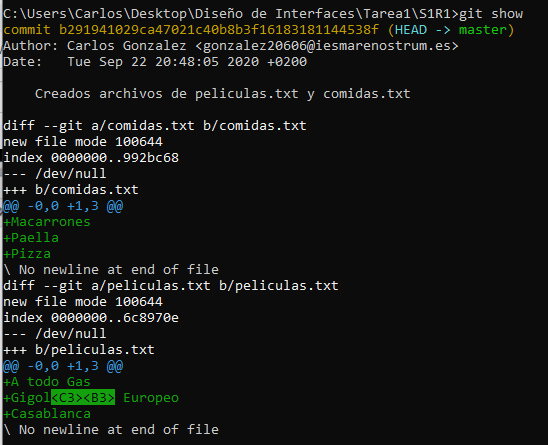 C:\Users\Carlos\Desktop\Diseño de Interfaces\Tarea1\S1R1>git show
commit b291941029ca47021c40b8b3f16183181144538f (HEAD -> master)
Author: Carlos Gonzalez <gonzalez20606@iesmarenostrum.es>
Date:   Tue Sep 22 20:48:05 2020 +0200
    Creados archivos de peliculas.txt y comidas.txt
diff --git a/comidas.txt b/comidas.txt
new file mode 100644
index 0000000..992bc68
--- /dev/null
+++ b/comidas.txt
@@ -0,0 +1,3 @@
+Macarrones
+Paella
+Pizza
\ No newline at end of file
diff --git a/peliculas.txt b/peliculas.txt
new file mode 100644
index 0000000..6c8970e
--- /dev/null
+++ b/peliculas.txt
@@ -0,0 +1,3 @@
+A todo Gas
+Gigol<C3><B3> Europeo
+Casablanca
\ No newline at end of file